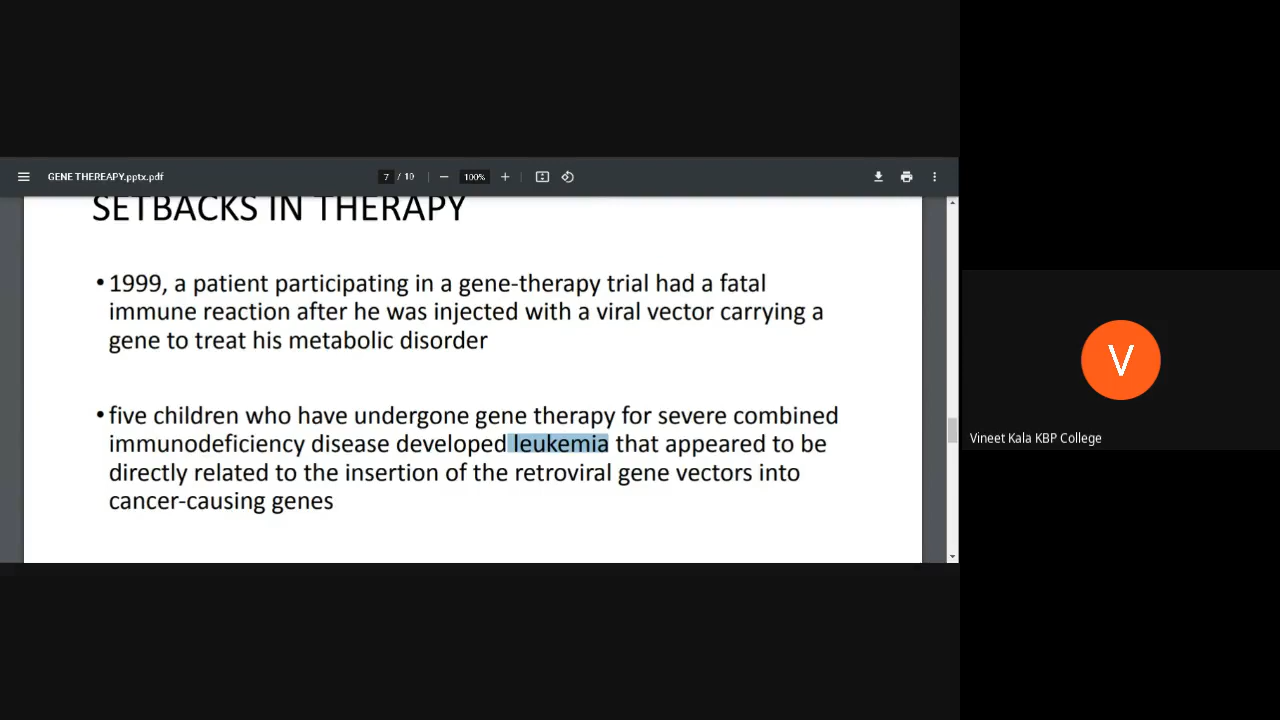 GENE THEREAPY.pptx.pdf
7 / 10
100%
SETBACKS IN THERAPY
• 1999, a patient participating in a gene-therapy trial had a fatal
immune reaction after he was injected with a viral vector carrying a
gene to treat his metabolic disorder
• five children who have undergone gene therapy for severe combined
immunodeficiency disease developed leukemia that appeared to be
directly related to the insertion of the retroviral gene vectors into
cancer-causing genes
V
Vineet Kala KBP College